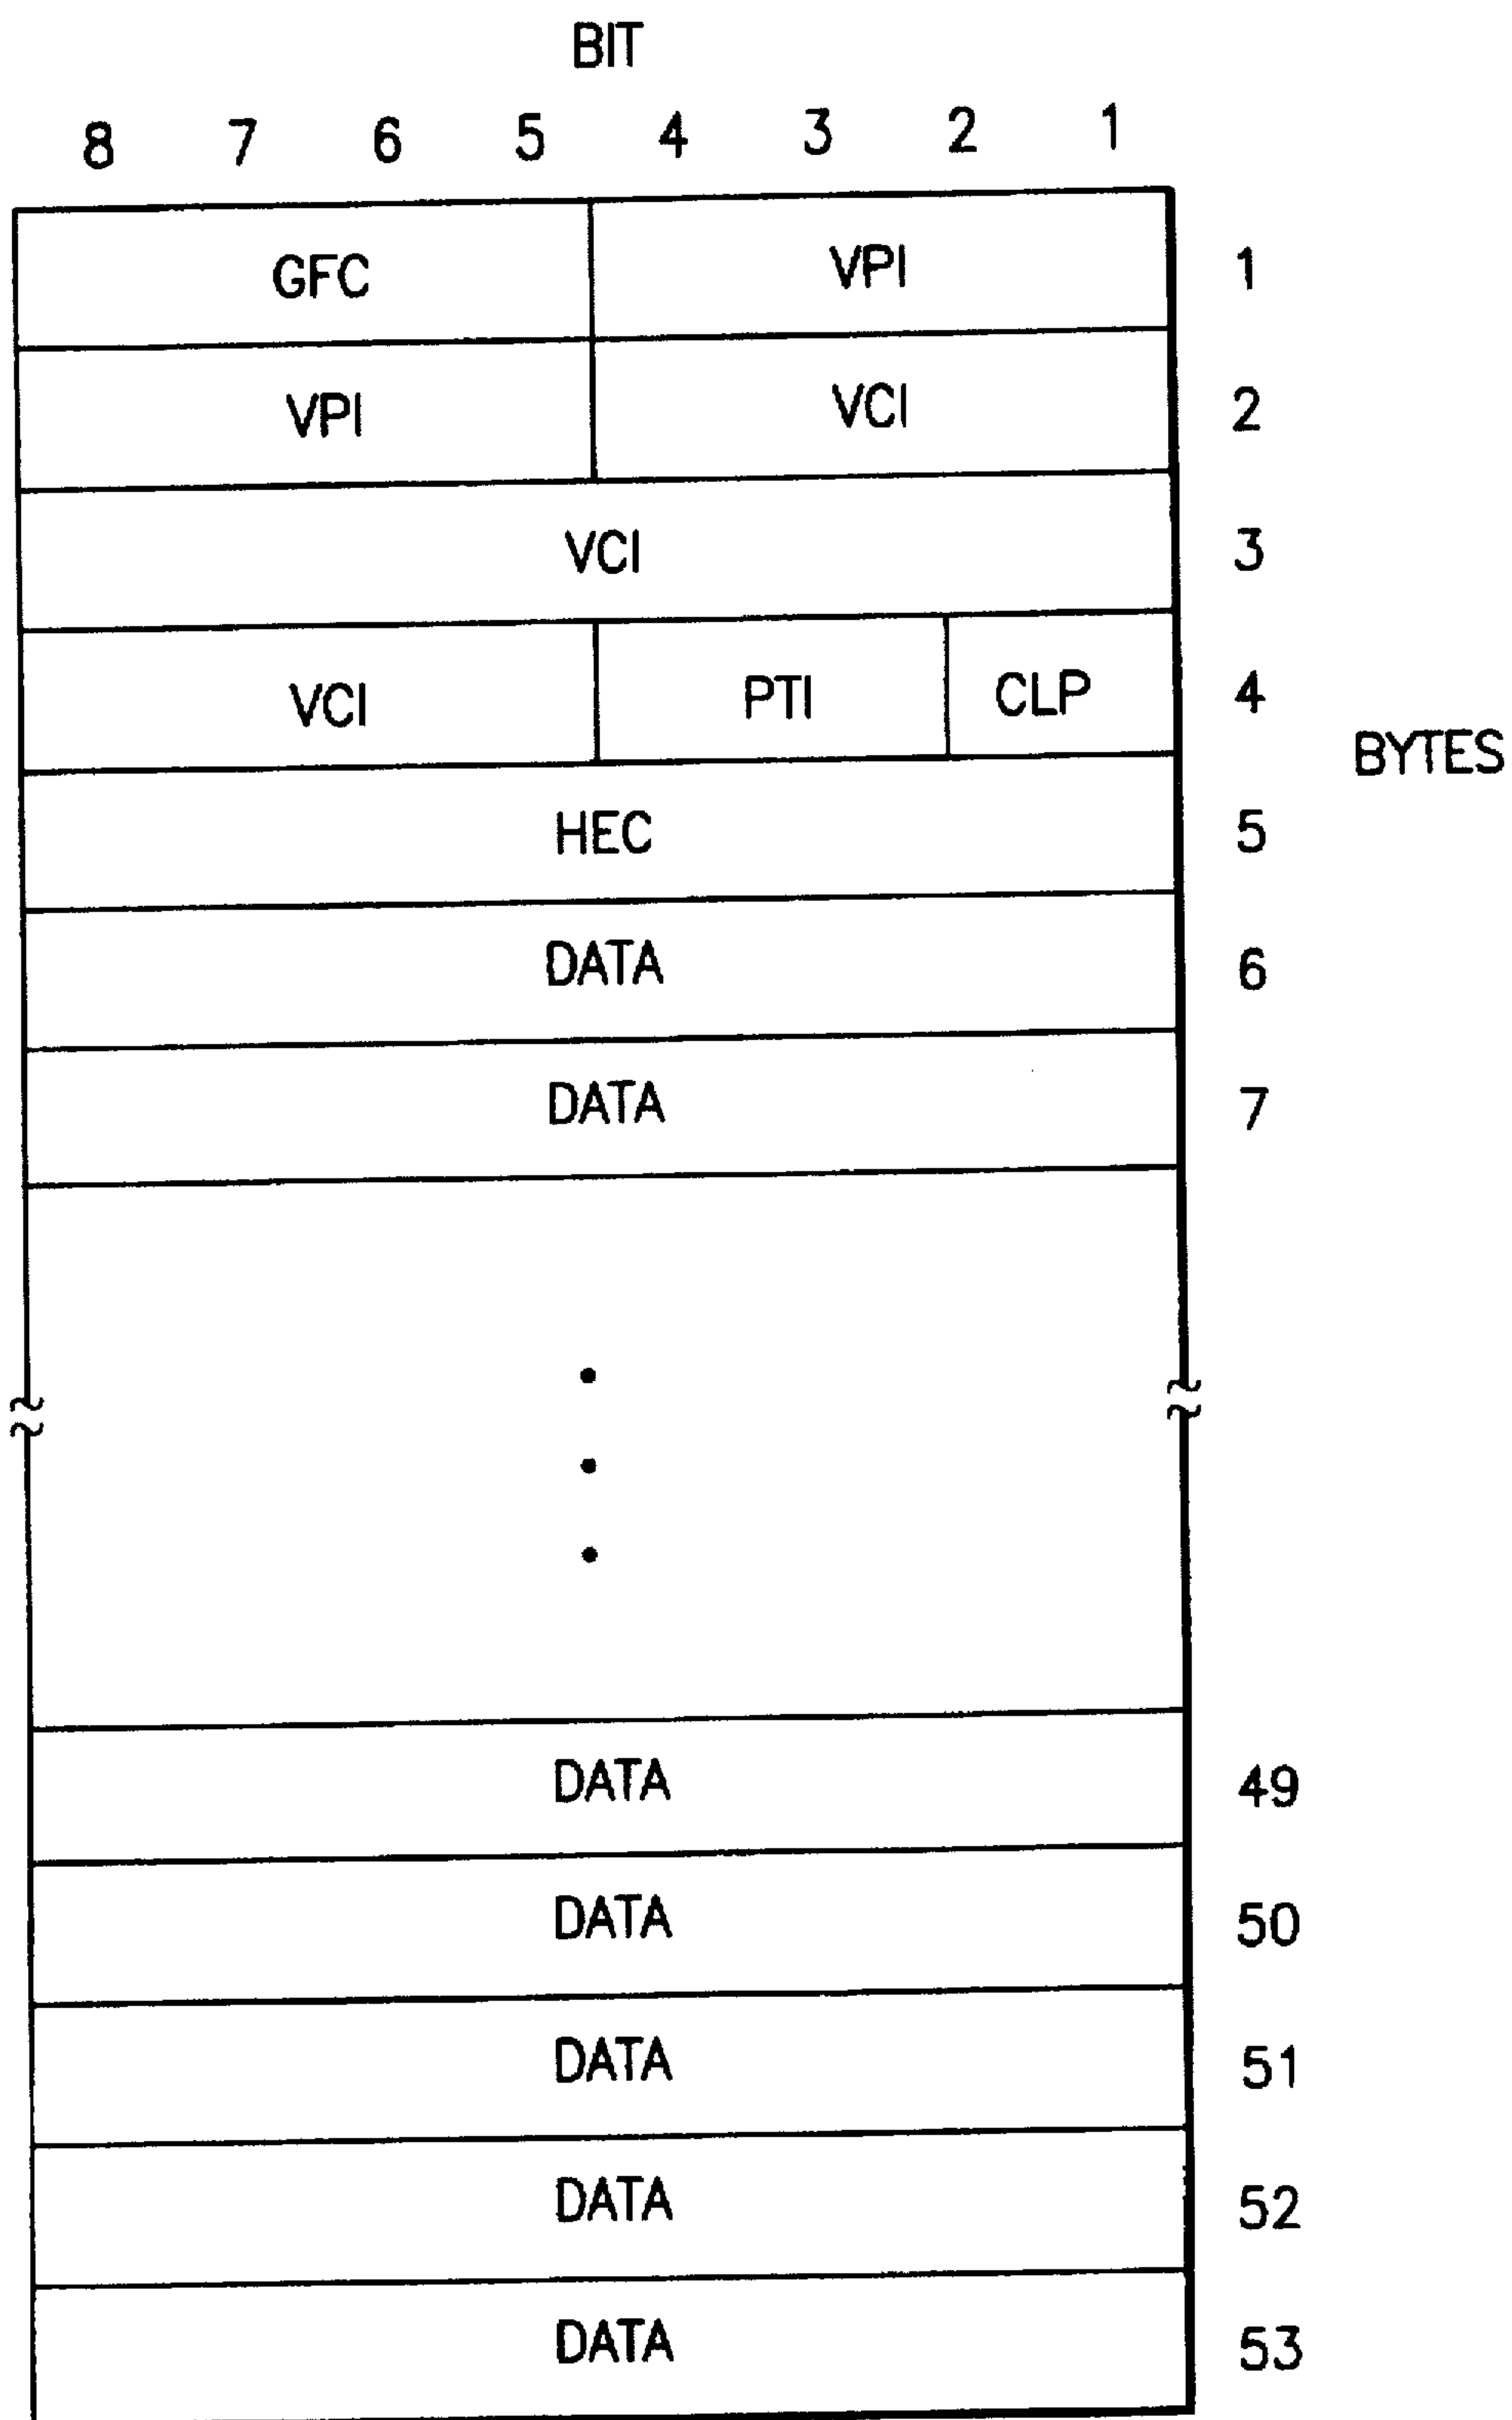 BIT
8 7 6 5 4 3 2 1
GFC VPI 1
VPI VCI 2
VCI 3
VCI PTI CLP 4
BYTES
HEC 5
DATA 6
DATA 7
DATA 49
DATA 50
DATA 51
DATA 52
DATA 53